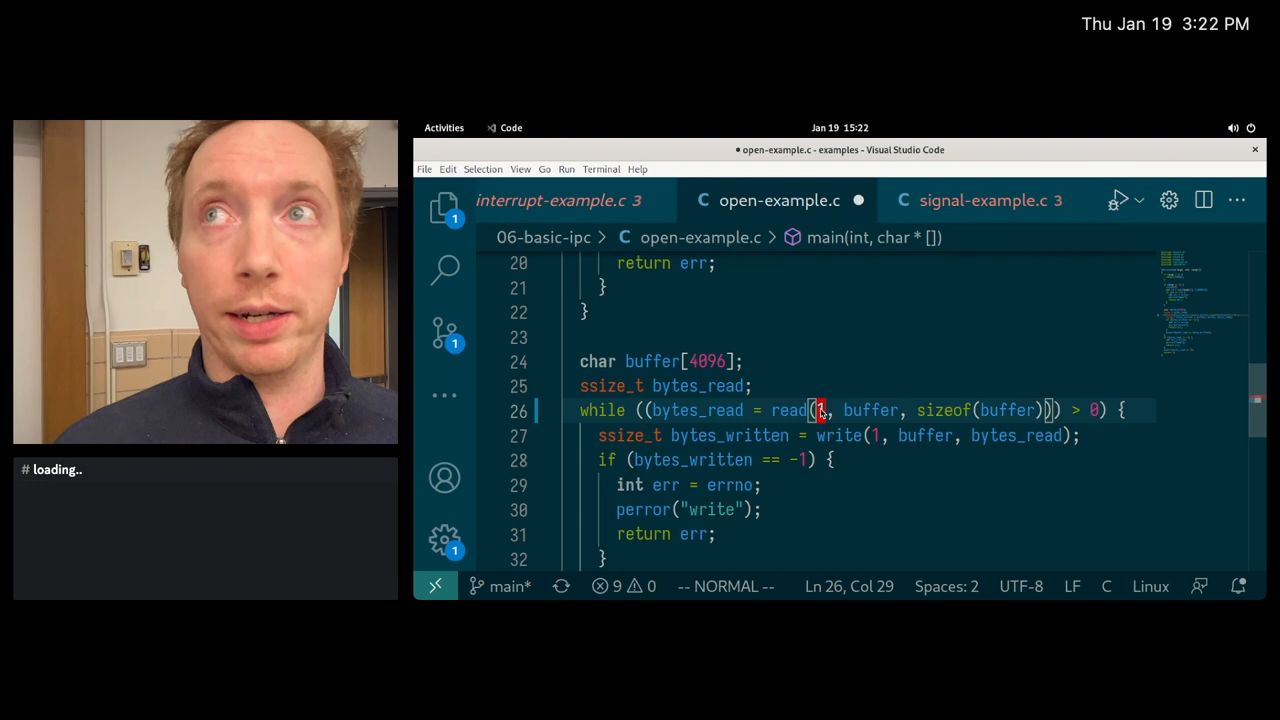 Thu Jan 19 3:22 PM
Activities Code Jan 19 15:22
• open-example.c - examples - Visual Studio Code ×
File Edit Selection View Go Run Terminal Help
interrupt-example.c 3 C open-example.c ● C signal-example.c 3 ···
06-basic-ipc > C open-example.c > main(int, char * [])
20 return err;
21 }
22 }
23
24 char buffer[4096];
25 ssize_t bytes_read;
26 while ((bytes_read = read(1, buffer, sizeof(buffer))) > 0) {
27 ssize_t bytes_written = write(1, buffer, bytes_read);
28 if (bytes_written == -1) {
29 int err = errno;
30 perror("write");
31 return err;
32 }
1
1
1
# loading..
main* 9 0 -- NORMAL -- Ln 26, Col 29 Spaces: 2 UTF-8 LF C Linux